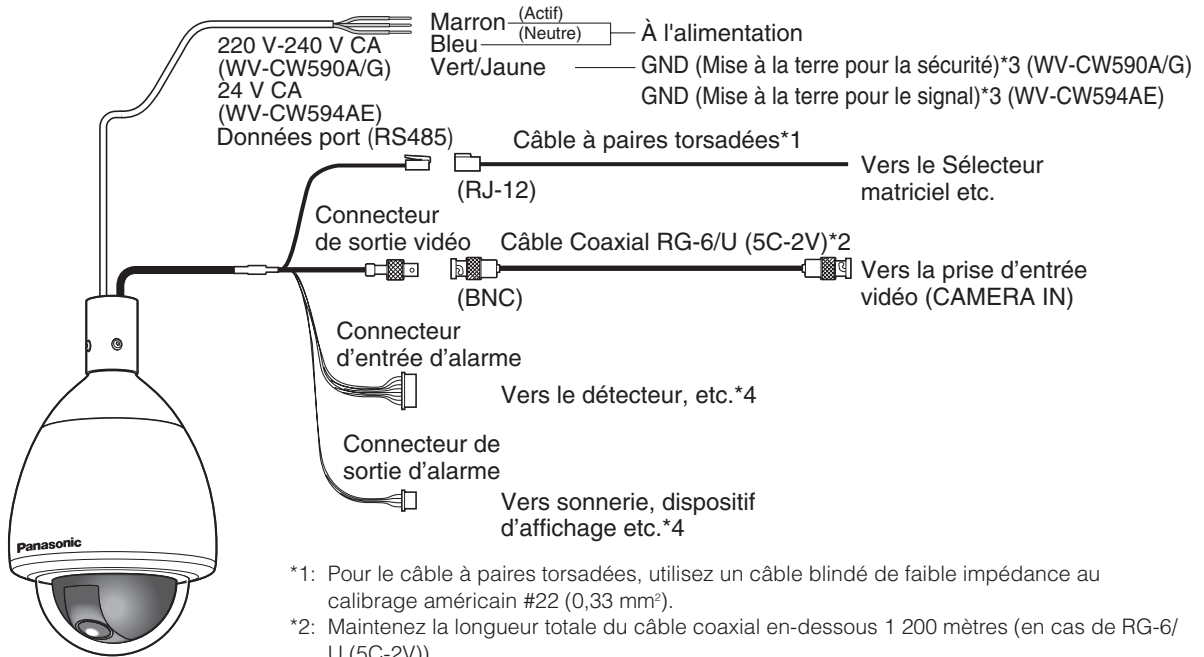 Marron (Actif)
Bleu (Neutre)
À l'alimentation
Vert/Jaune
GND (Mise à la terre pour la sécurité)*3 (WV-CW590A/G)
GND (Mise à la terre pour le signal)*3 (WV-CW594AE)
220 V-240 V CA
(WV-CW590A/G)
24 V CA
(WV-CW594AE)
Données port (RS485)
Câble à paires torsadées*1
(RJ-12)
Vers le Sélecteur
matriciel etc.
Connecteur
de sortie vidéo
Câble Coaxial RG-6/U (5C-2V)*2
(BNC)
Vers la prise d’entrée
vidéo (CAMERA IN)
Connecteur
d’entrée d’alarme
Vers le détecteur, etc.*4
Connecteur de
sortie d’alarme
Vers sonnerie, dispositif
d’affichage etc.*4
Panasonic
*1: Pour le câble à paires torsadées, utilisez un câble blindé de faible impédance au
calibrage américain #22 (0,33 mm²).
*2: Maintenez la longueur totale du câble coaxial en-dessous 1 200 mètres (en cas de RG-6/
U (5C-2V))